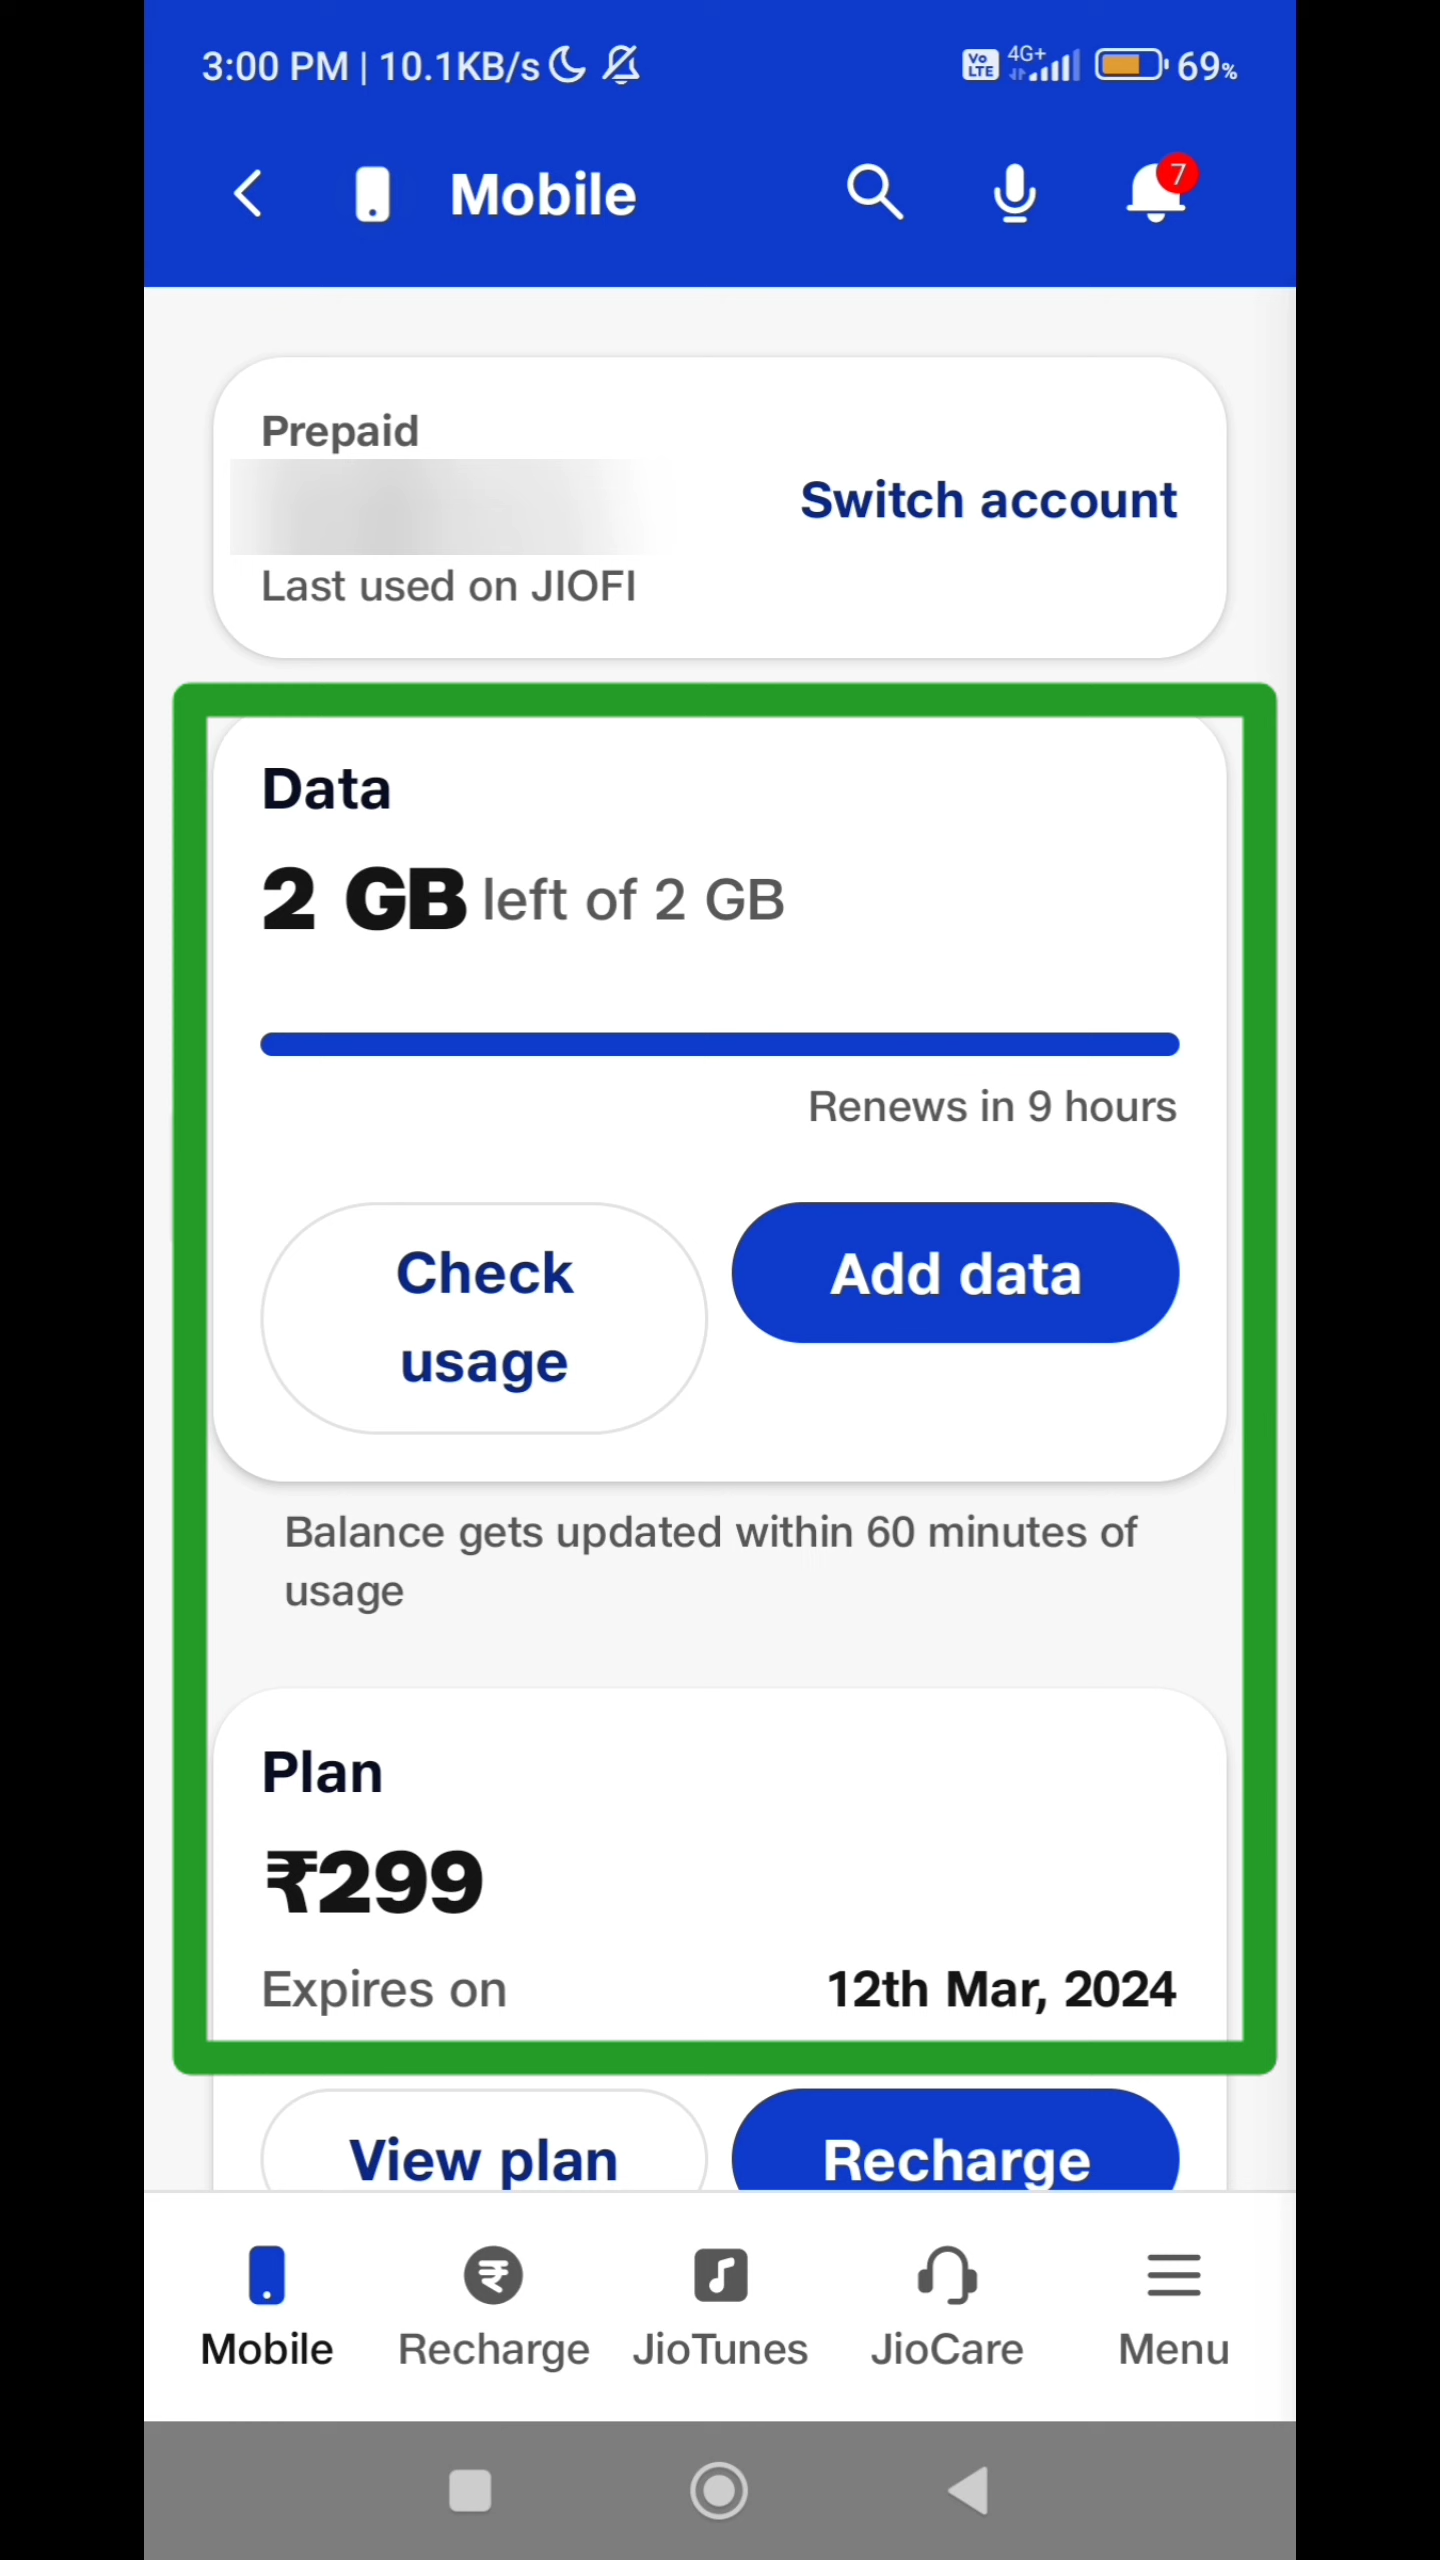 3:00 PM | 10.1KB/s Vo LTE 4G+ 69%
Mobile 7
Prepaid
Switch account
Last used on JIOFI
Data
2 GB left of 2 GB
Renews in 9 hours
Check
usage
Add data
Balance gets updated within 60 minutes of
usage
Plan
₹299
Expires on 12th Mar, 2024
View plan Recharge
Mobile Recharge JioTunes JioCare Menu